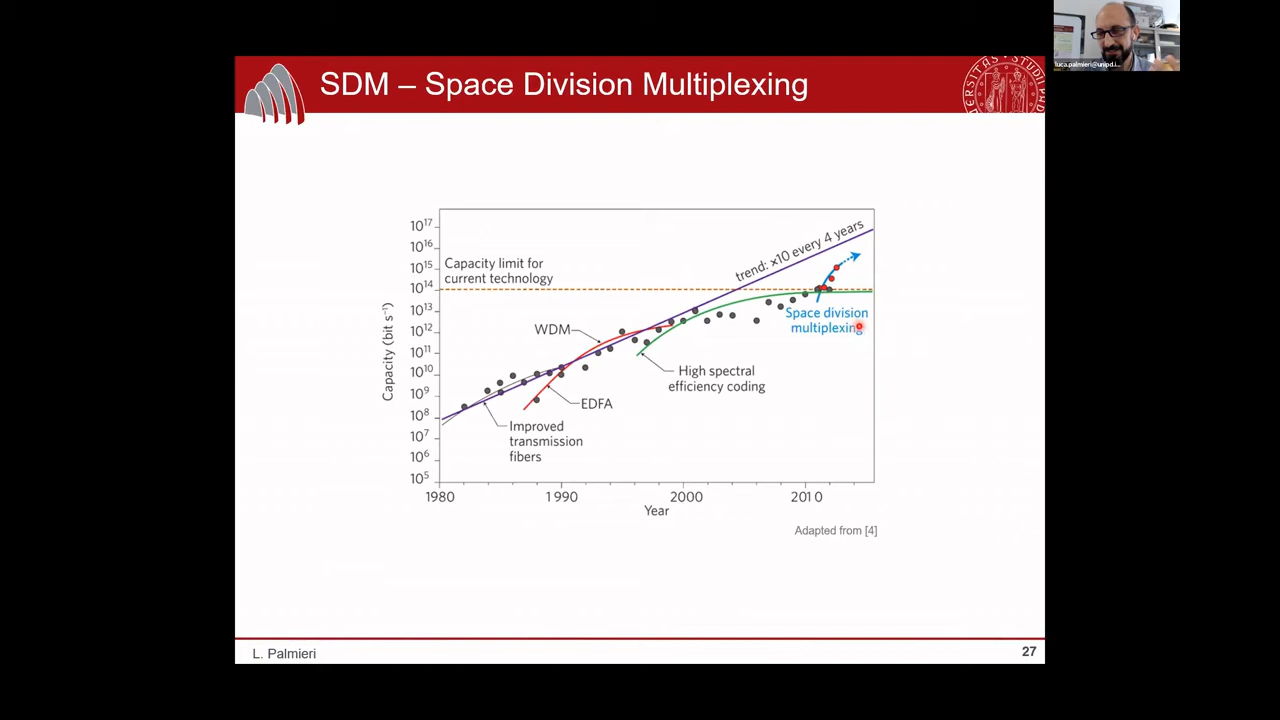 luca.palmieri@unipd.i...
SDM – Space Division Multiplexing
10¹⁷
10¹⁶
10¹⁵
10¹⁴
10¹³
10¹²
10¹¹
10¹⁰
10⁹
10⁸
10⁷
10⁶
10⁵
Capacity (bit s⁻¹)
Capacity limit for
current technology
trend: ×10 every 4 years
WDM
EDFA
Improved
transmission
fibers
High spectral
efficiency coding
Space division
multiplexing
1980
1990
2000
2010
Year
Adapted from [4]
L. Palmieri
27